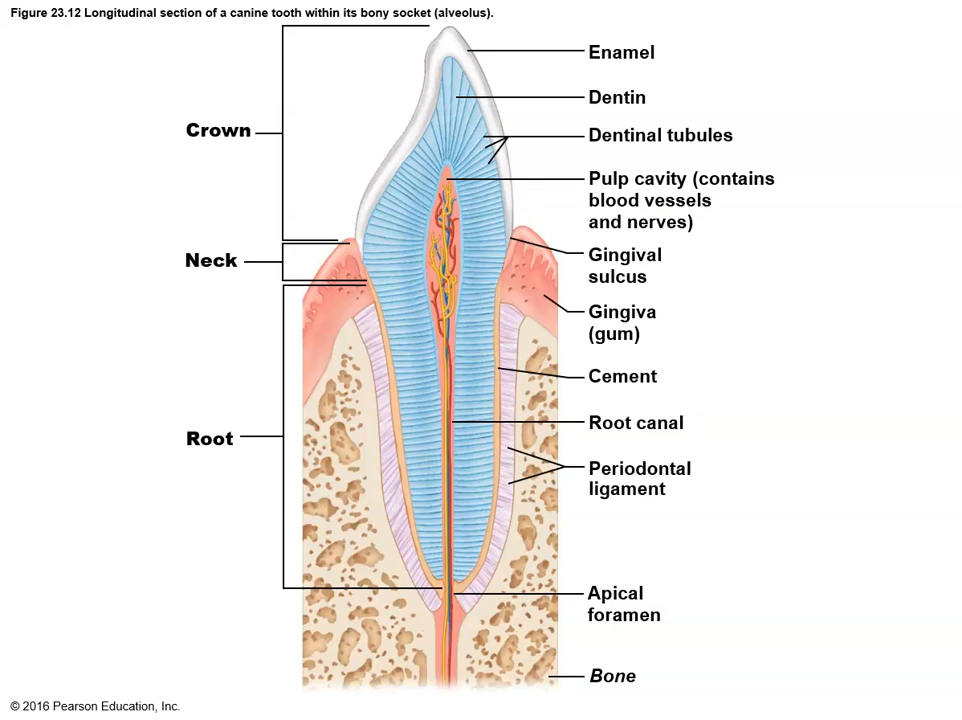 Figure 23.12 Longitudinal section of a canine tooth within its bony socket (alveolus).
Enamel
Dentin
Crown
Dentinal tubules
Pulp cavity (contains
blood vessels
and nerves)
Neck
Gingival
sulcus
Gingiva
(gum)
Cement
Root canal
Root
Periodontal
ligament
Apical
foramen
Bone
© 2016 Pearson Education, Inc.